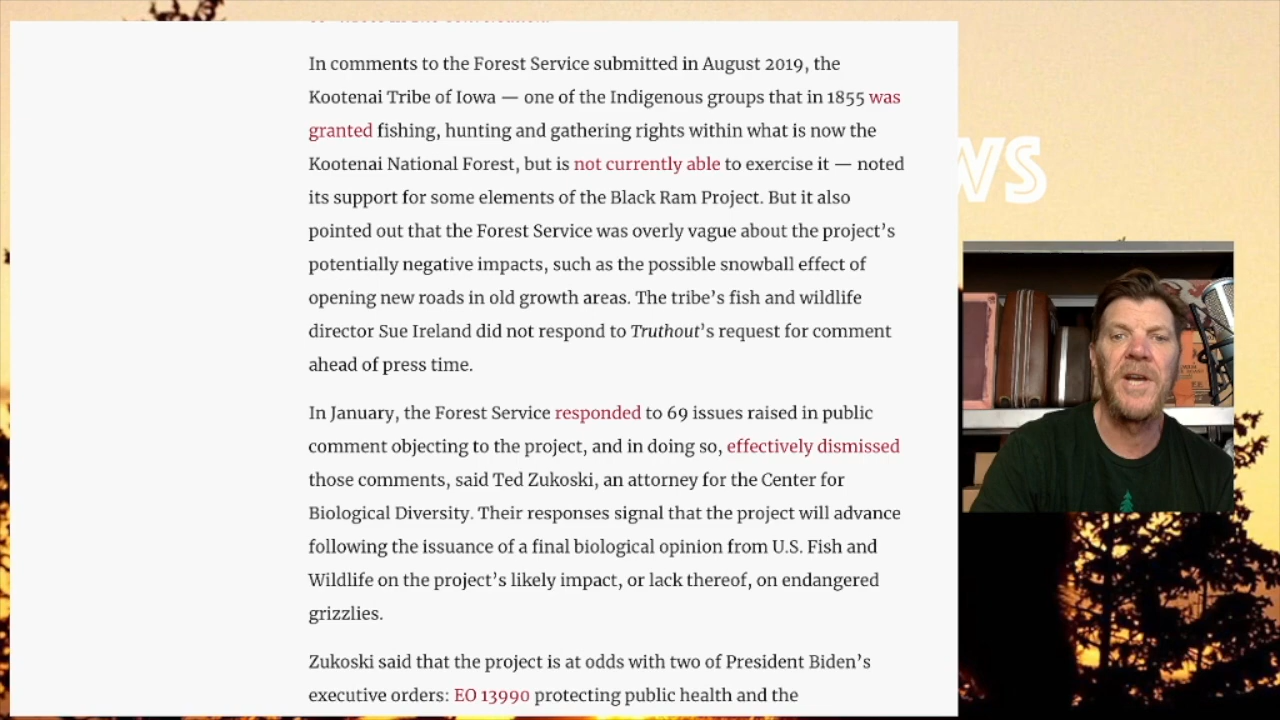 In comments to the Forest Service submitted in August 2019, the
Kootenai Tribe of Iowa — one of the Indigenous groups that in 1855 was
granted fishing, hunting and gathering rights within what is now the
Kootenai National Forest, but is not currently able to exercise it — noted
its support for some elements of the Black Ram Project. But it also
pointed out that the Forest Service was overly vague about the project’s
potentially negative impacts, such as the possible snowball effect of
opening new roads in old growth areas. The tribe’s fish and wildlife
director Sue Ireland did not respond to Truthout’s request for comment
ahead of press time.
In January, the Forest Service responded to 69 issues raised in public
comment objecting to the project, and in doing so, effectively dismissed
those comments, said Ted Zukoski, an attorney for the Center for
Biological Diversity. Their responses signal that the project will advance
following the issuance of a final biological opinion from U.S. Fish and
Wildlife on the project’s likely impact, or lack thereof, on endangered
grizzlies.
Zukoski said that the project is at odds with two of President Biden’s
executive orders: EO 13990 protecting public health and the
WS